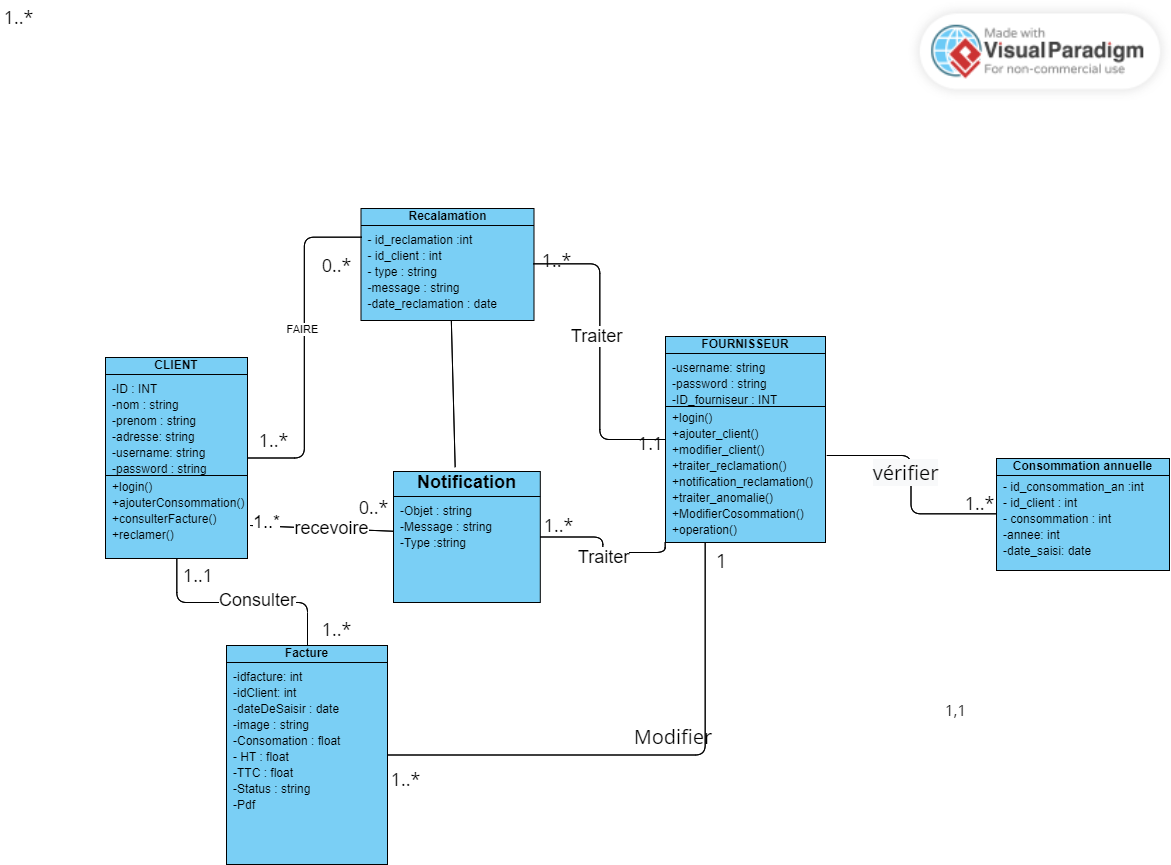 1..*
Made with
Visual Paradigm
For non-commercial use
Recalamation
- id_reclamation :int
- id_client : int
- type : string
-message : string
-date_reclamation : date
0..*
1..*
FAIRE
Traiter
CLIENT
-ID : INT
-nom : string
-prenom : string
-adresse: string
-username: string
-password : string
+login()
+ajouterConsommation()
+consulterFacture()
+reclamer()
1..*
FOURNISSEUR
-username: string
-password : string
-ID_fourniseur : INT
+login()
+ajouter_client()
+modifier_client()
+traiter_reclamation()
+notification_reclamation()
+traiter_anomalie()
+ModifierCosommation()
+operation()
1.1
vérifier
1..*
Consommation annuelle
- id_consommation_an :int
- id_client : int
- consommation : int
-annee: int
-date_saisi: date
Notification
-Objet : string
-Message : string
-Type :string
1..*
recevoire
0..*
1..*
Traiter
1
1..1
Consulter
1..*
Facture
-idfacture: int
-idClient: int
-dateDeSaisir : date
-image : string
-Consomation : float
- HT : float
-TTC : float
-Status : string
-Pdf
Modifier
1..*
1,1